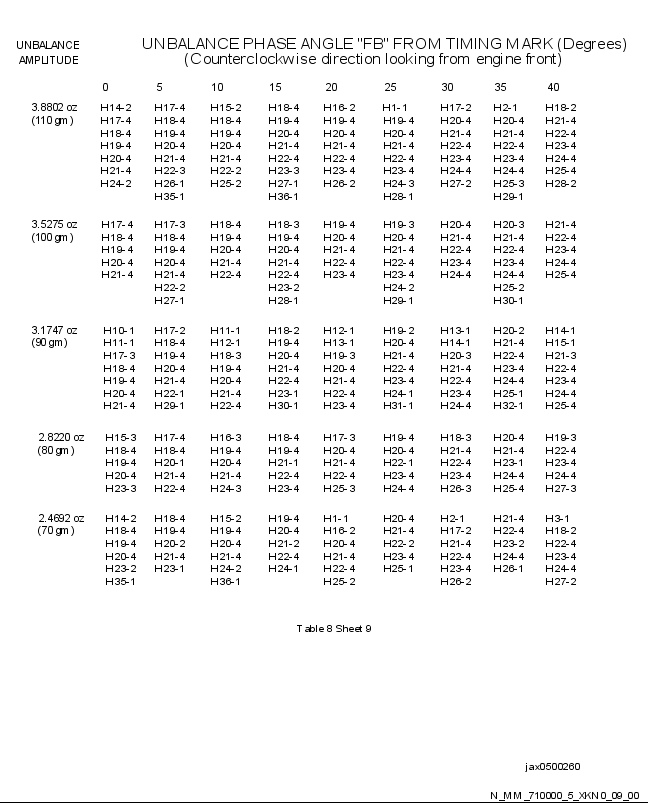 UNBALANCE PHASE ANGLE "FB" FROM TIMING MARK (Degrees)
UNBALANCE
AMPLITUDE
(Counterclockwise direction looking from engine front)
0 5 10 15 20 25 30 35 40
3.8802 oz H14-2 H17-4 H15-2 H18-4 H16-2 H1-1 H17-2 H2-1 H18-2
(110 gm) H17-4 H18-4 H18-4 H19-4 H19-4 H19-4 H20-4 H20-4 H21-4
H18-4 H19-4 H19-4 H20-4 H20-4 H20-4 H21-4 H21-4 H22-4
H19-4 H20-4 H20-4 H21-4 H21-4 H21-4 H22-4 H22-4 H23-4
H20-4 H21-4 H21-4 H22-4 H22-4 H22-4 H23-4 H23-4 H24-4
H21-4 H22-3 H22-2 H23-3 H23-4 H23-4 H24-4 H24-4 H25-4
H24-2 H26-1 H25-2 H27-1 H26-2 H24-3 H27-2 H25-3 H28-2
H35-1 H36-1 H28-1 H29-1
3.5275 oz H17-4 H17-3 H18-4 H18-3 H19-4 H19-3 H20-4 H20-3 H21-4
(100 gm) H18-4 H18-4 H19-4 H19-4 H20-4 H20-4 H21-4 H21-4 H22-4
H19-4 H19-4 H20-4 H20-4 H21-4 H21-4 H22-4 H22-4 H23-4
H20-4 H20-4 H21-4 H21-4 H22-4 H22-4 H23-4 H23-4 H24-4
H21-4 H21-4 H22-4 H22-4 H23-4 H23-4 H24-4 H24-4 H25-4
H22-2 H23-2 H24-2 H25-2
H27-1 H28-1 H29-1 H30-1
3.1747 oz H10-1 H17-2 H11-1 H18-2 H12-1 H19-2 H13-1 H20-2 H14-1
(90 gm) H11-1 H18-4 H12-1 H19-4 H13-1 H20-4 H14-1 H21-4 H15-1
H17-3 H19-4 H18-3 H20-4 H19-3 H21-4 H20-3 H22-4 H21-3
H18-4 H20-4 H19-4 H21-4 H20-4 H22-4 H21-4 H23-4 H22-4
H19-4 H21-4 H20-4 H22-4 H21-4 H23-4 H22-4 H24-4 H23-4
H20-4 H22-1 H21-4 H23-1 H22-4 H24-1 H23-4 H25-1 H24-4
H21-4 H29-1 H22-4 H30-1 H23-4 H31-1 H24-4 H32-1 H25-4
2.8220 oz H15-3 H17-4 H16-3 H18-4 H17-3 H19-4 H18-3 H20-4 H19-3
(80 gm) H18-4 H18-4 H19-4 H19-4 H20-4 H20-4 H21-4 H21-4 H22-4
H19-4 H20-1 H20-4 H21-1 H21-4 H22-1 H22-4 H23-1 H23-4
H20-4 H21-4 H21-4 H22-4 H22-4 H23-4 H23-4 H24-4 H24-4
H23-3 H22-4 H24-3 H23-4 H25-3 H24-4 H26-3 H25-4 H27-3
2.4692 oz H14-2 H18-4 H15-2 H19-4 H1-1 H20-4 H2-1 H21-4 H3-1
(70 gm) H18-4 H19-4 H19-4 H20-4 H16-2 H21-4 H17-2 H22-4 H18-2
H19-4 H20-2 H20-4 H21-2 H20-4 H22-2 H21-4 H23-2 H22-4
H20-4 H21-4 H21-4 H22-4 H21-4 H23-4 H22-4 H24-4 H23-4
H23-2 H23-1 H24-2 H24-1 H22-4 H25-1 H23-4 H26-1 H24-4
H35-1 H36-1 H25-2 H26-2 H27-2
Table 8 Sheet 9
jax0500260
N_MM_710000_5_XKN0_09_00